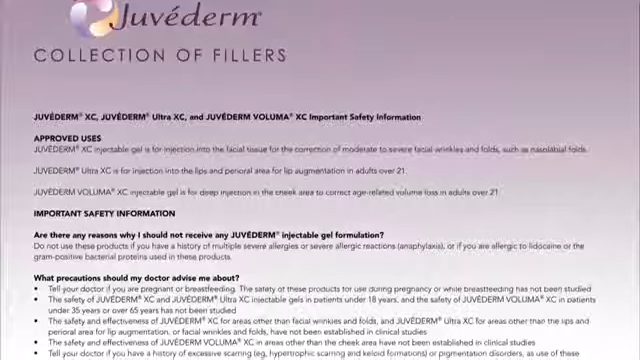 Juvéderm®
COLLECTION OF FILLERS
JUVÉDERM® XC, JUVÉDERM® Ultra XC, and JUVÉDERM VOLUMA® XC Important Safety Information
APPROVED USES
JUVÉDERM® XC injectable gel is for injection into the facial tissue for the correction of moderate to severe facial wrinkles and folds, such as nasolabial folds.
JUVÉDERM® Ultra XC is for injection into the lips and perioral area for lip augmentation in adults over 21.
JUVÉDERM VOLUMA® XC injectable gel is for deep injection in the cheek area to correct age-related volume loss in adults over 21.
IMPORTANT SAFETY INFORMATION
Are there any reasons why I should not receive any JUVÉDERM® injectable gel formulation?
Do not use these products if you have a history of multiple severe allergies or severe allergic reactions (anaphylaxis), or if you are allergic to lidocaine or the
gram-positive bacterial proteins used in these products.
What precautions should my doctor advise me about?
• Tell your doctor if you are pregnant or breastfeeding. The safety of these products for use during pregnancy or while breastfeeding has not been studied
• The safety of JUVÉDERM® XC and JUVÉDERM® Ultra XC injectable gels in patients under 18 years, and the safety of JUVÉDERM VOLUMA® XC in patients
under 35 years or over 65 years has not been studied
• The safety and effectiveness of JUVÉDERM® XC for areas other than facial wrinkles and folds, and JUVÉDERM® Ultra XC for areas other than the lips and
perioral area for lip augmentation, or facial wrinkles and folds, have not been established in clinical studies
• The safety and effectiveness of JUVÉDERM VOLUMA® XC in areas other than the cheek area have not been established in clinical studies
• Tell your doctor if you have a history of excessive scarring (eg, hypertrophic scarring and keloid formations) or pigmentation disorders, as use of these